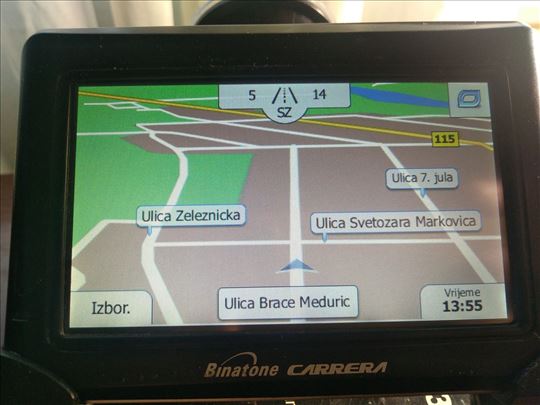 5 14
SZ
115
Ulica 7. jula
Ulica Zeleznicka
Ulica Svetozara Markovica
Izbor.
Ulica Brace Meduric
Vrijeme
13:55
Binatone CARRERA